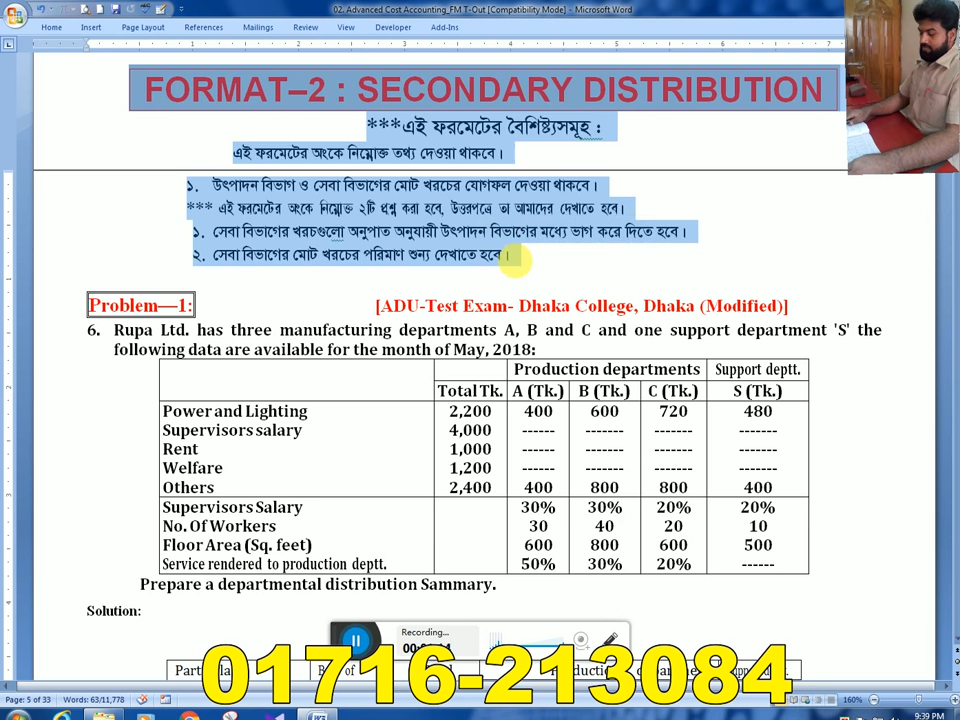 02. Advanced Cost Accounting_FM T-Out [Compatibility Mode] - Microsoft Word
Home Insert Page Layout References Mailings Review View Developer Add-Ins
FORMAT–2 : SECONDARY DISTRIBUTION
***এই ফরমেটের বৈশিষ্ট্যসমূহ :
এই ফরমেটের অংকে নিম্নোক্ত তথ্য দেওয়া থাকবে।
১. উৎপাদন বিভাগ ও সেবা বিভাগের মোট খরচের যোগফল দেওয়া থাকবে।
*** এই ফরমেটের অংকে নিম্নোক্ত ২টি প্রশ্ন করা হবে, উত্তরপত্রে তা আমাদের দেখাতে হবে।
১. সেবা বিভাগের খরচগুলো অনুপাত অনুযায়ী উৎপাদন বিভাগের মধ্যে ভাগ করে দিতে হবে।
২. সেবা বিভাগের মোট খরচের পরিমাণ শুন্য দেখাতে হবে।
Problem—1: [ADU-Test Exam- Dhaka College, Dhaka (Modified)]
6. Rupa Ltd. has three manufacturing departments A, B and C and one support department 'S' the
following data are available for the month of May, 2018:
Production departments Support deptt.
Total Tk. A (Tk.) B (Tk.) C (Tk.) S (Tk.)
Power and Lighting 2,200 400 600 720 480
Supervisors salary 4,000 ------ ------- ------- -------
Rent 1,000 ------ ------- ------- -------
Welfare 1,200 ------ ------- ------- -------
Others 2,400 400 800 800 400
Supervisors Salary 30% 30% 20% 20%
No. Of Workers 30 40 20 10
Floor Area (Sq. feet) 600 800 600 500
Service rendered to production deptt. 50% 30% 20% ------
Prepare a departmental distribution Sammary.
Solution:
Recording...
01716-213084
Page: 5 of 33 Words: 63/11,778 160%
9:39 PM